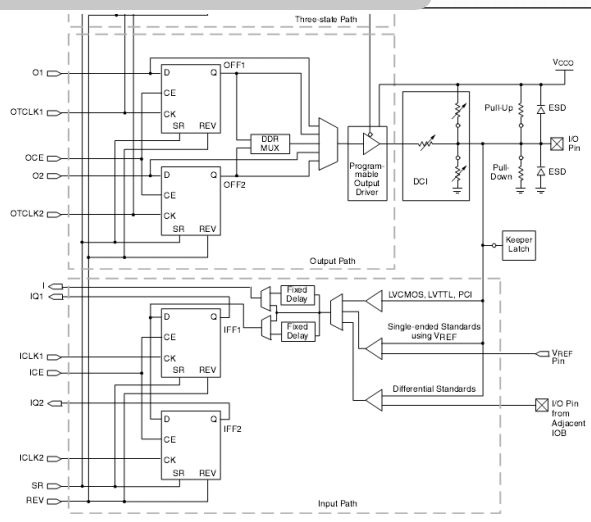 Three-state Path
O1
D
Q
OFF1
CE
OTCLK1
CK
SR REV
DDR
MUX
OCE
O2
D
Q
OFF2
CE
OTCLK2
CK
SR REV
Program-
mable
Output
Driver
DCI
VCCO
Pull-Up
ESD
I/O
Pin
Pull-
Down
ESD
Keeper
Latch
Output Path
I
IQ1
Fixed
Delay
Fixed
Delay
LVCMOS, LVTTL, PCI
D
Q
IFF1
Single-ended Standards
using VREF
VREF
Pin
ICLK1
CE
ICE
CK
SR REV
Differential Standards
IQ2
D
Q
IFF2
I/O Pin
from
Adjacent
IOB
CE
ICLK2
CK
SR REV
SR
REV
Input Path